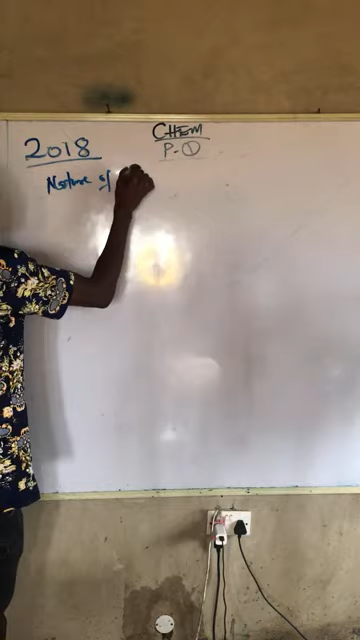 CHEM
P-①
2018
Nature of